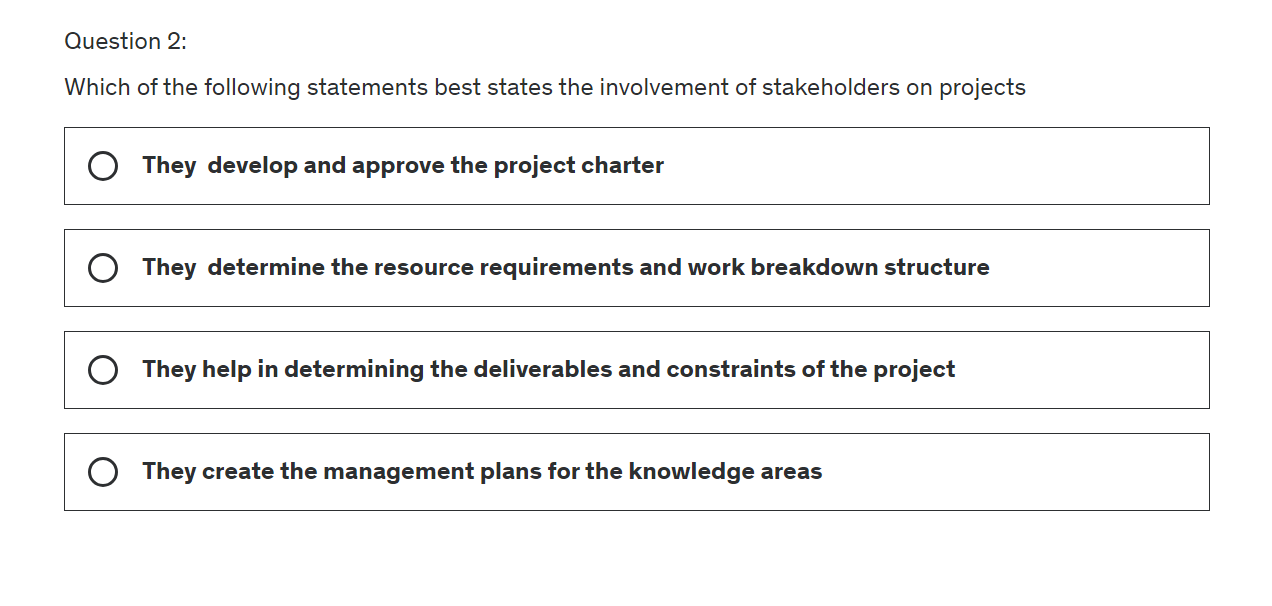 Question 2:
Which of the following statements best states the involvement of stakeholders on projects
They  develop and approve the project charter
They  determine the resource requirements and work breakdown structure
They help in determining the deliverables and constraints of the project
They create the management plans for the knowledge areas